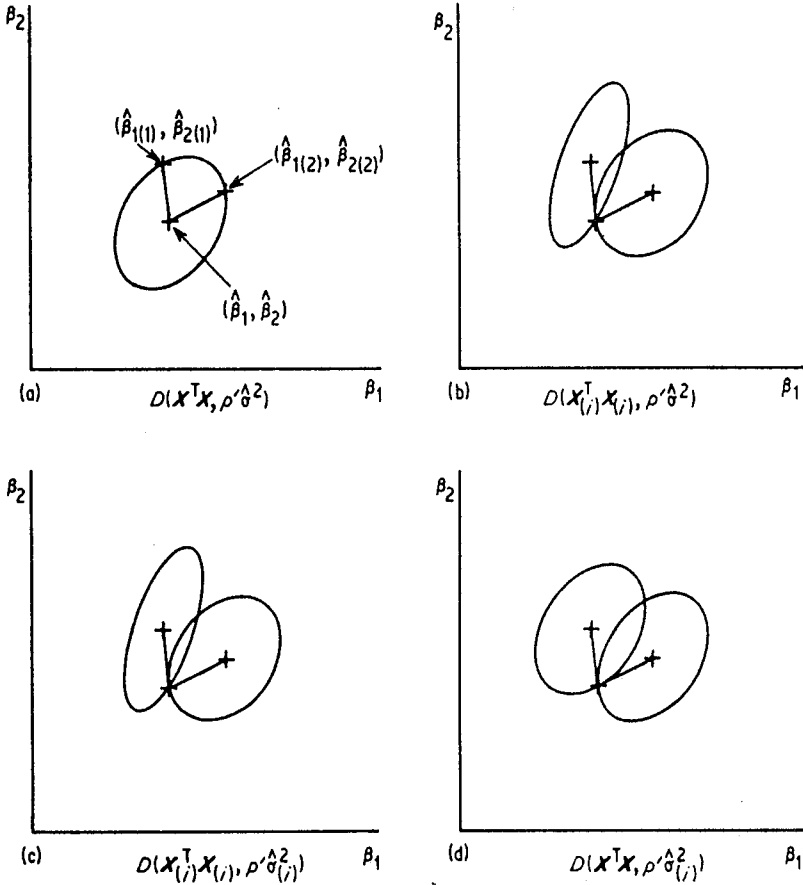 β₂
(β̂₁₍₁₎, β̂₂₍₁₎)
(β̂₁₍₂₎, β̂₂₍₂₎)
(β̂₁, β̂₂)
(a) D(XᵀX, p′σ̂²) β₁
β₂
(b) D(X₍ᵢ₎ᵀX₍ᵢ₎, p′σ̂²) β₁
β₂
(c) D(X₍ᵢ₎ᵀX₍ᵢ₎, p′σ̂²₍ᵢ₎) β₁
β₂
(d) D(XᵀX, p′σ̂²₍ᵢ₎) β₁